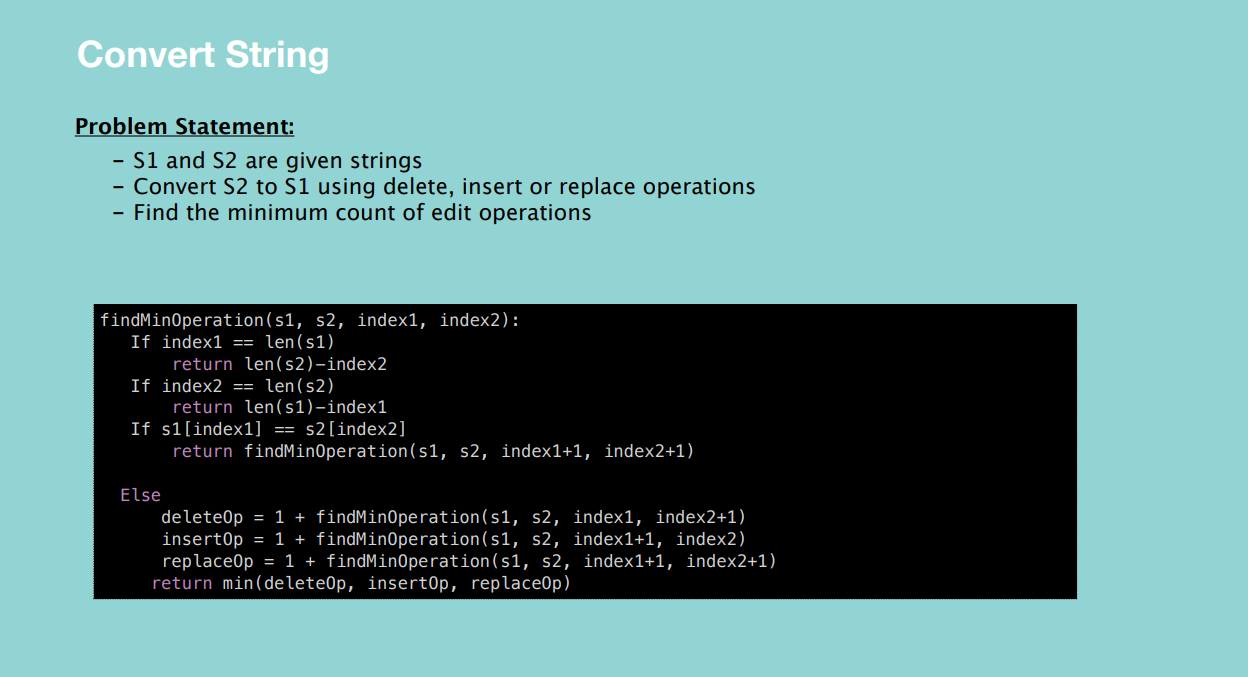 Convert String
Problem Statement:
– S1 and S2 are given strings
– Convert S2 to S1 using delete, insert or replace operations
– Find the minimum count of edit operations
findMinOperation(s1, s2, index1, index2):
   If index1 == len(s1)
       return len(s2)–index2
   If index2 == len(s2)
       return len(s1)–index1
   If s1[index1] == s2[index2]
       return findMinOperation(s1, s2, index1+1, index2+1)
  Else
      deleteOp = 1 + findMinOperation(s1, s2, index1, index2+1)
      insertOp = 1 + findMinOperation(s1, s2, index1+1, index2)
      replaceOp = 1 + findMinOperation(s1, s2, index1+1, index2+1)
     return min(deleteOp, insertOp, replaceOp)